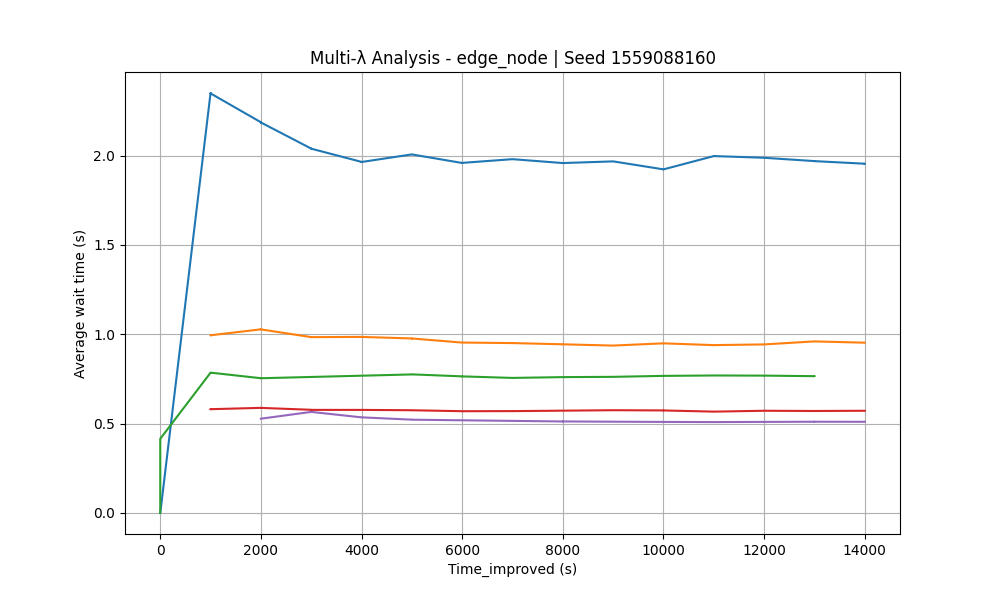 Multi-λ Analysis - edge_node | Seed 1559088160
Average wait time (s)
2.0
1.5
1.0
0.5
0.0
0 2000 4000 6000 8000 10000 12000 14000
Time_improved (s)